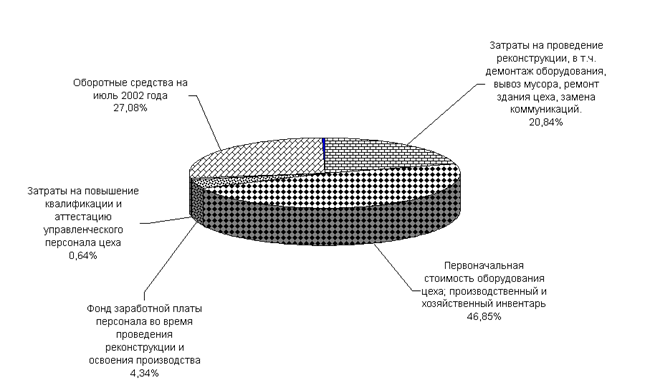 Затраты на проведение
реконструкции, в т.ч.
демонтаж оборудования,
вывоз мусора, ремонт
здания цеха, замена
коммуникаций.
20,84%
Оборотные средства на
июль 2002 года
27,08%
Затраты на повышение
квалификации и
аттестацию
управленческого
персонала цеха
0,64%
Первоначальная
стоимость оборудования
цеха; производственный и
хозяйственный инвентарь
46,85%
Фонд заработной платы
персонала во время
проведения
реконструкции и
освоения производства
4,34%